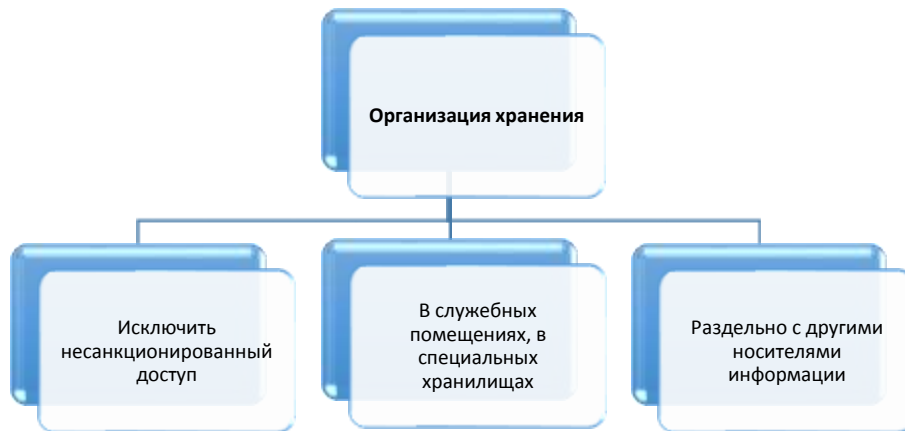 Организация хранения
Исключить
несанкционированный
доступ
В служебных
помещениях, в
специальных
хранилищах
Раздельно с другими
носителями
информации